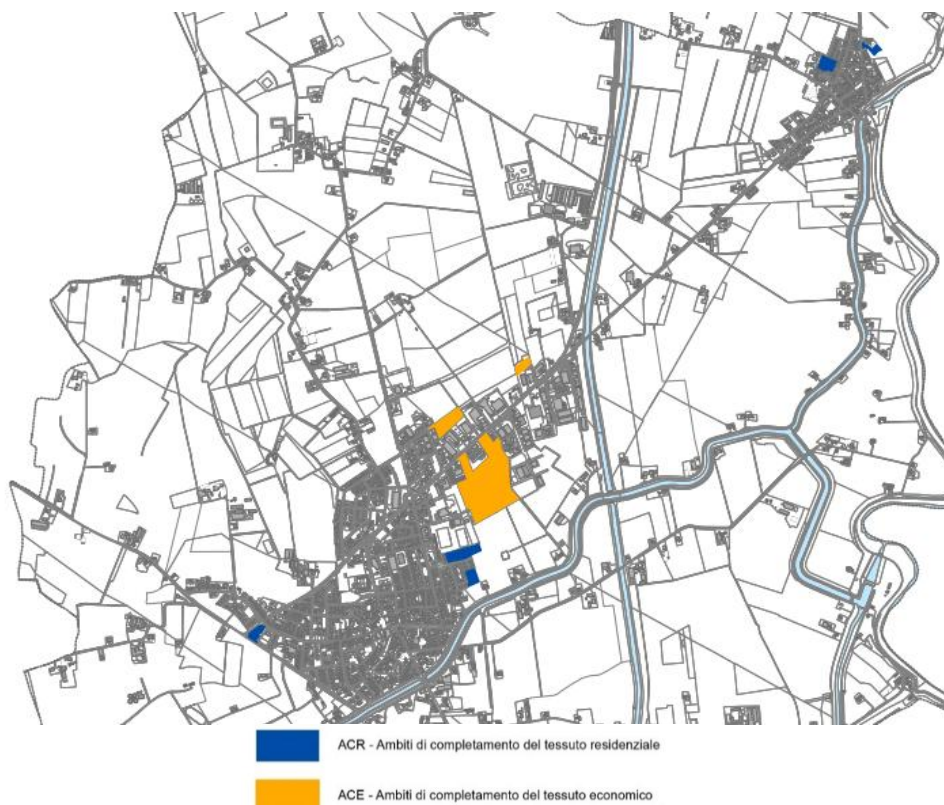 ACR - Ambiti di completamento del tessuto residenziale
ACE - Ambiti di completamento del tessuto economico